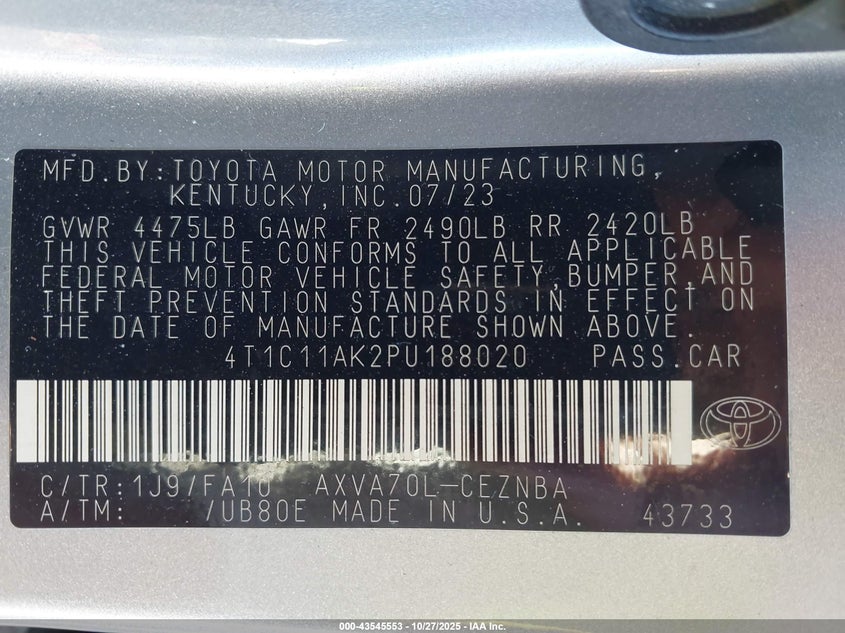 MFD.BY:TOYOTA MOTOR MANUFACTURING,
KENTUCKY,INC.07/23
GVWR 4475LB GAWR FR 2490LB RR 2420LB
THIS VEHICLE CONFORMS TO ALL APPLICABLE
FEDERAL MOTOR VEHICLE SAFETY,BUMPER,AND
THEFT PREVENTION STANDARDS IN EFFECT ON
THE DATE OF MANUFACTURE SHOWN ABOVE.
4T1C11AK2PU188020 PASS.CAR
C/TR:1J9/FA10 AXVA70L-CEZNBA
A/TM: /UB80E MADE IN U.S.A. 43733
000-43545553 | 10/27/2025 | IAA Inc.